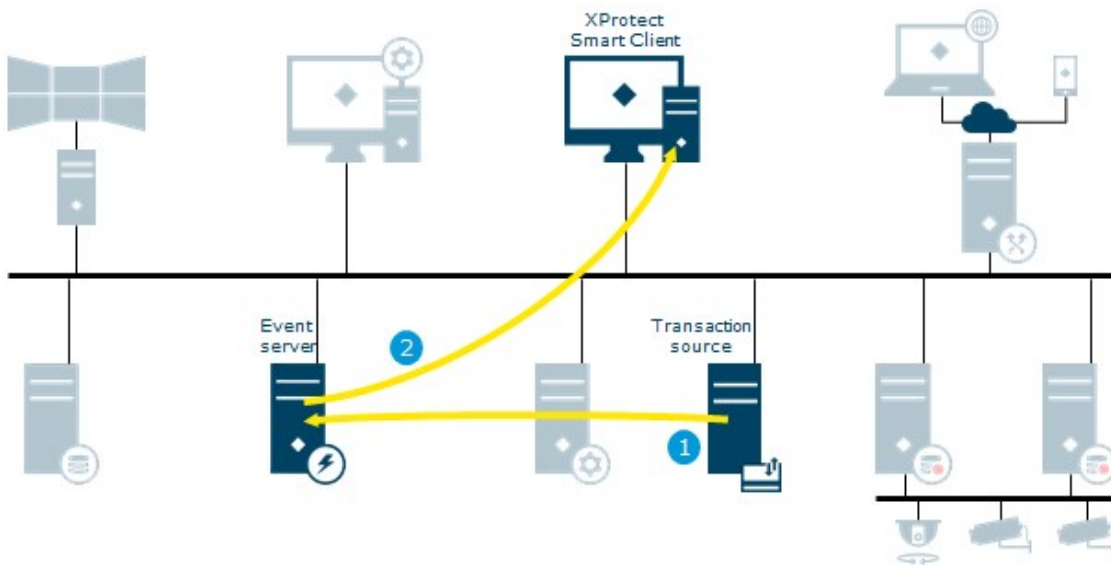 XProtect
Smart Client
Event
server
2
Transaction
source
1